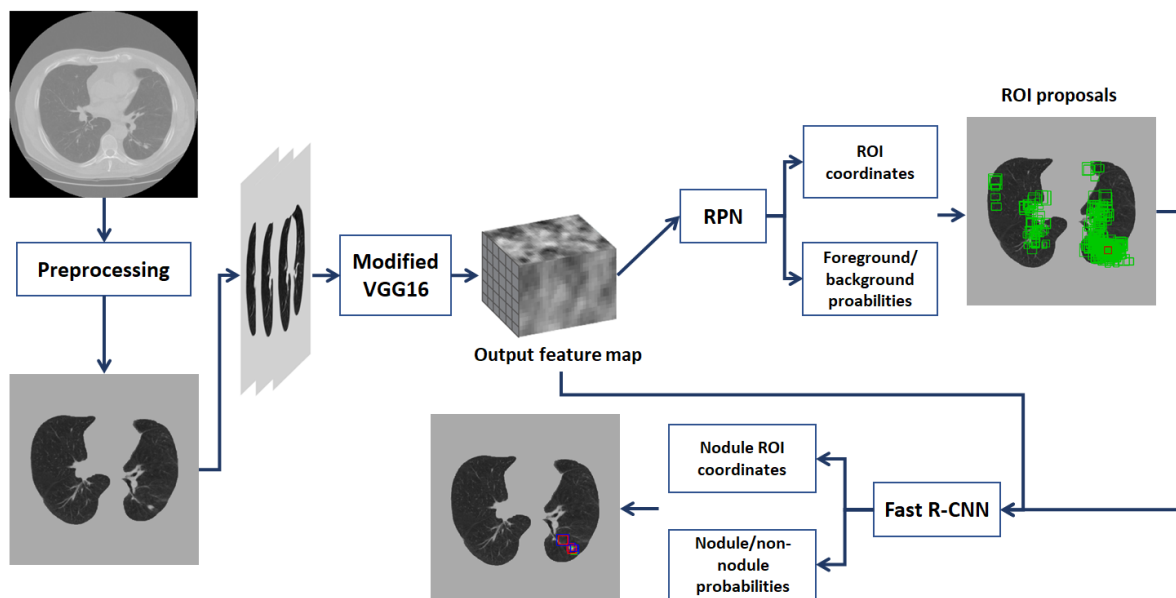 ROI proposals
ROI
coordinates
RPN
Preprocessing
Modified
VGG16
Foreground/
background
proabilities
Output feature map
Nodule ROI
coordinates
Fast R-CNN
Nodule/non-
nodule
probabilities